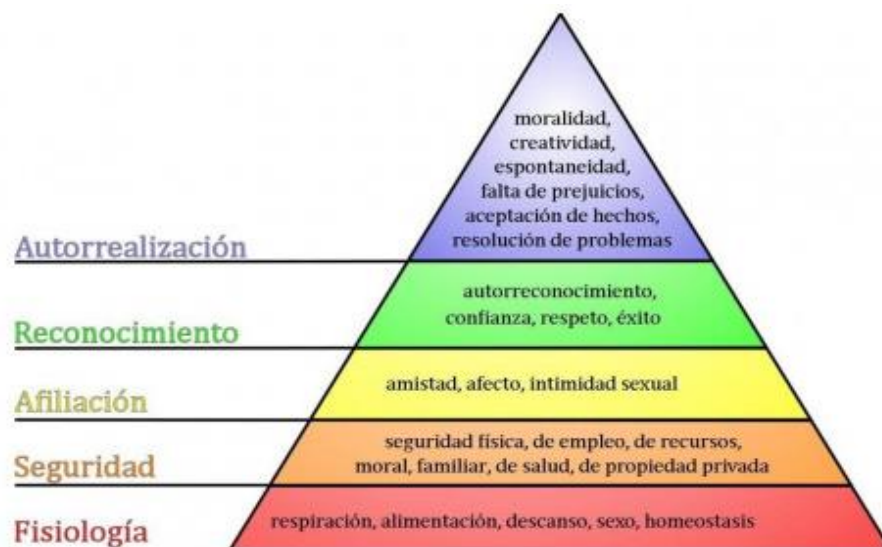 moralidad,
creatividad,
espontaneidad,
falta de prejuicios,
aceptación de hechos,
resolución de problemas
Autorrealización
autorreconocimiento,
confianza, respeto, éxito
Reconocimiento
amistad, afecto, intimidad sexual
Afiliación
seguridad física, de empleo, de recursos,
moral, familiar, de salud, de propiedad privada
Seguridad
respiración, alimentación, descanso, sexo, homeostasis
Fisiología